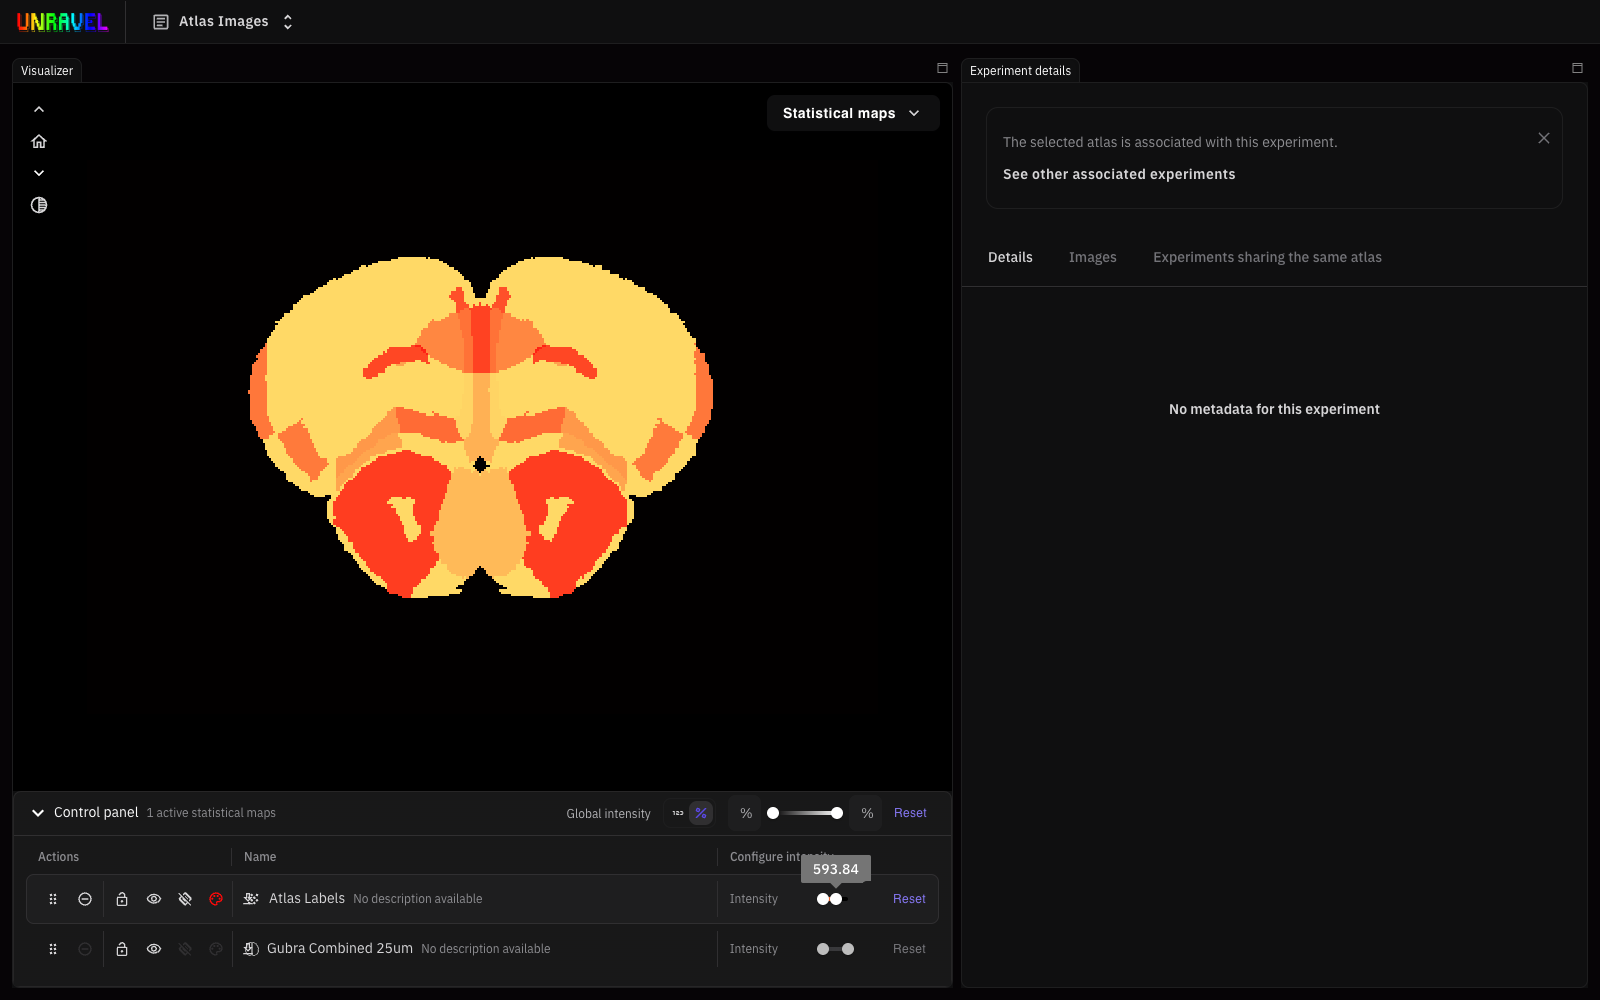 UNRAVEL
Atlas Images
Visualizer
Statistical maps
Control panel 1 active statistical maps
Global intensity 123 % % % Reset
Actions Name Configure intensity
593.84
Atlas Labels No description available Intensity Reset
Gubra Combined 25um No description available Intensity Reset
Experiment details
The selected atlas is associated with this experiment.
See other associated experiments
Details Images Experiments sharing the same atlas
No metadata for this experiment